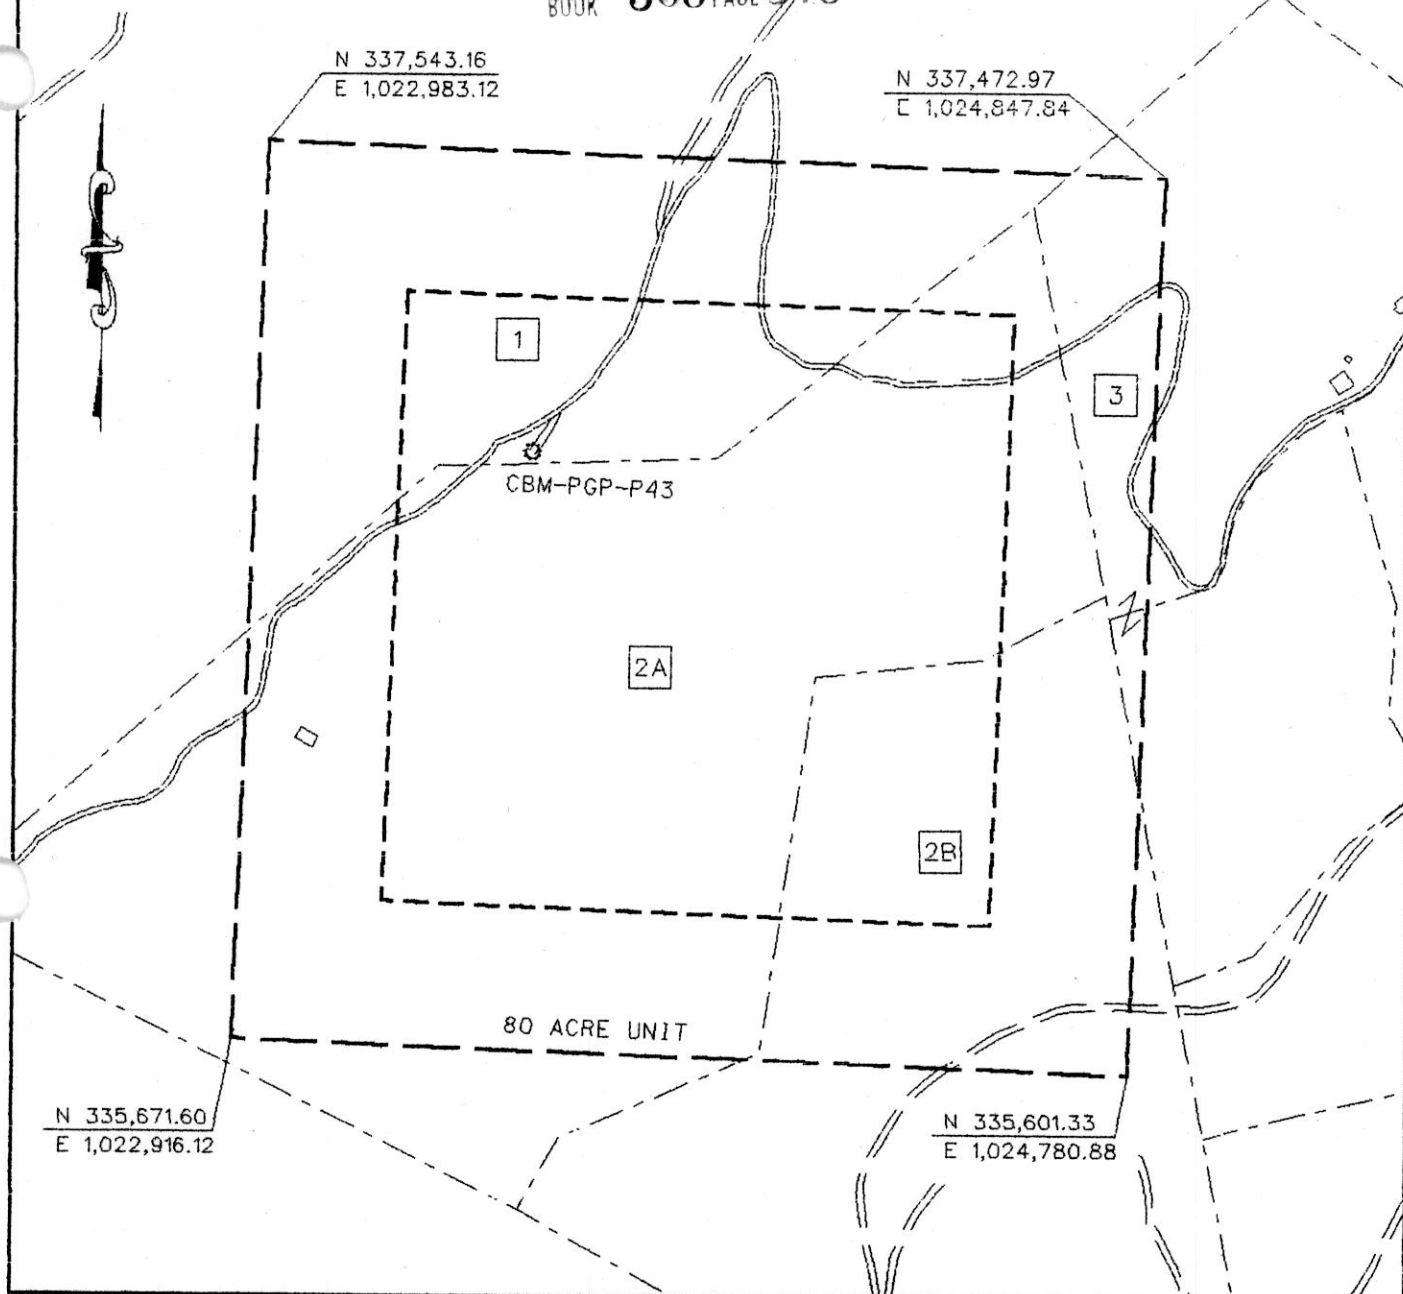 BOOK
N 337,543.16
E 1,022,983.12
N 337,472.97
E 1,024,847.84
1
3
CBM-PGP-P43
2A
2B
80 ACRE UNIT
N 335,671.60
E 1,022,916.12
N 335,601.33
E 1,024,780.88